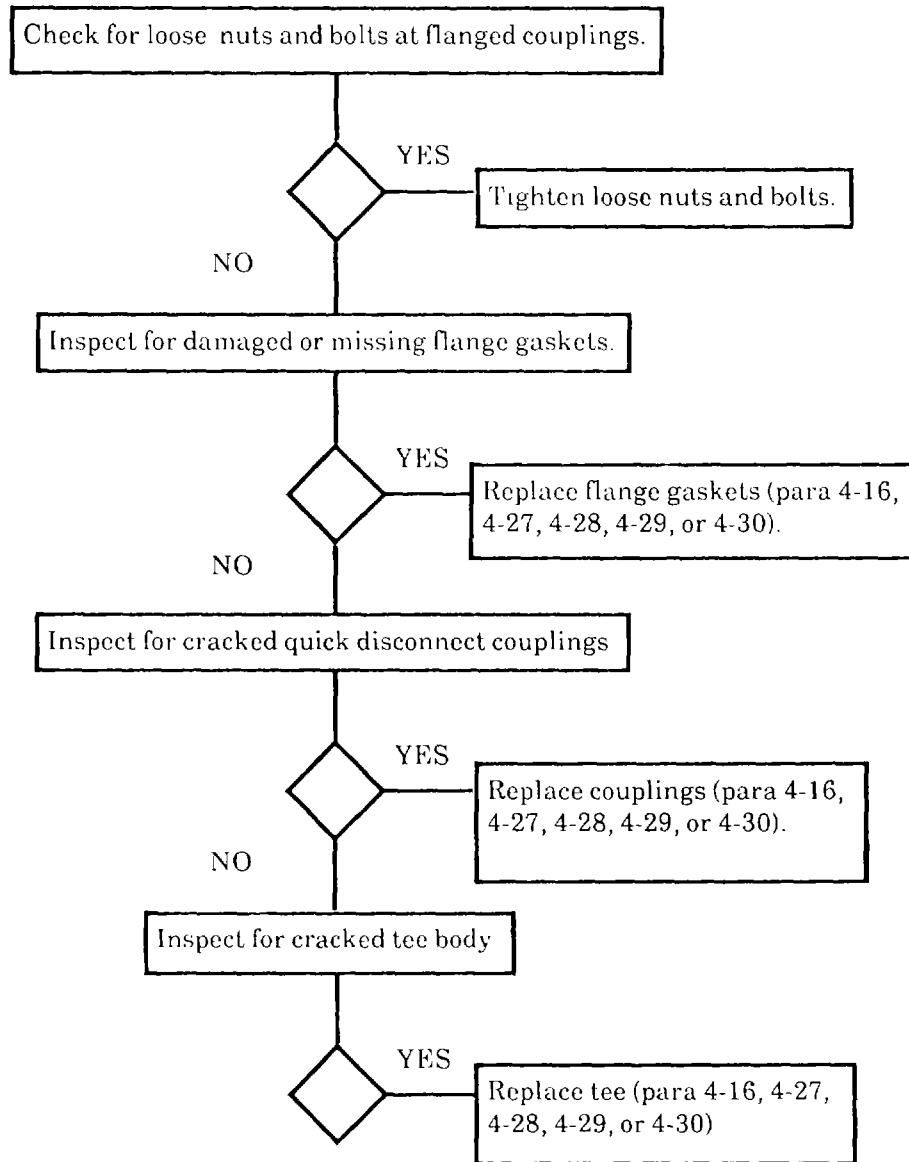 Check for loose nuts and bolts at flanged couplings.
YES
Tighten loose nuts and bolts.
NO
Inspect for damaged or missing flange gaskets.
YES
Replace flange gaskets (para 4-16,
4-27, 4-28, 4-29, or 4-30).
NO
Inspect for cracked quick disconnect couplings
YES
Replace couplings (para 4-16,
4-27, 4-28, 4-29, or 4-30).
NO
Inspect for cracked tee body
YES
Replace tee (para 4-16, 4-27,
4-28, 4-29, or 4-30)